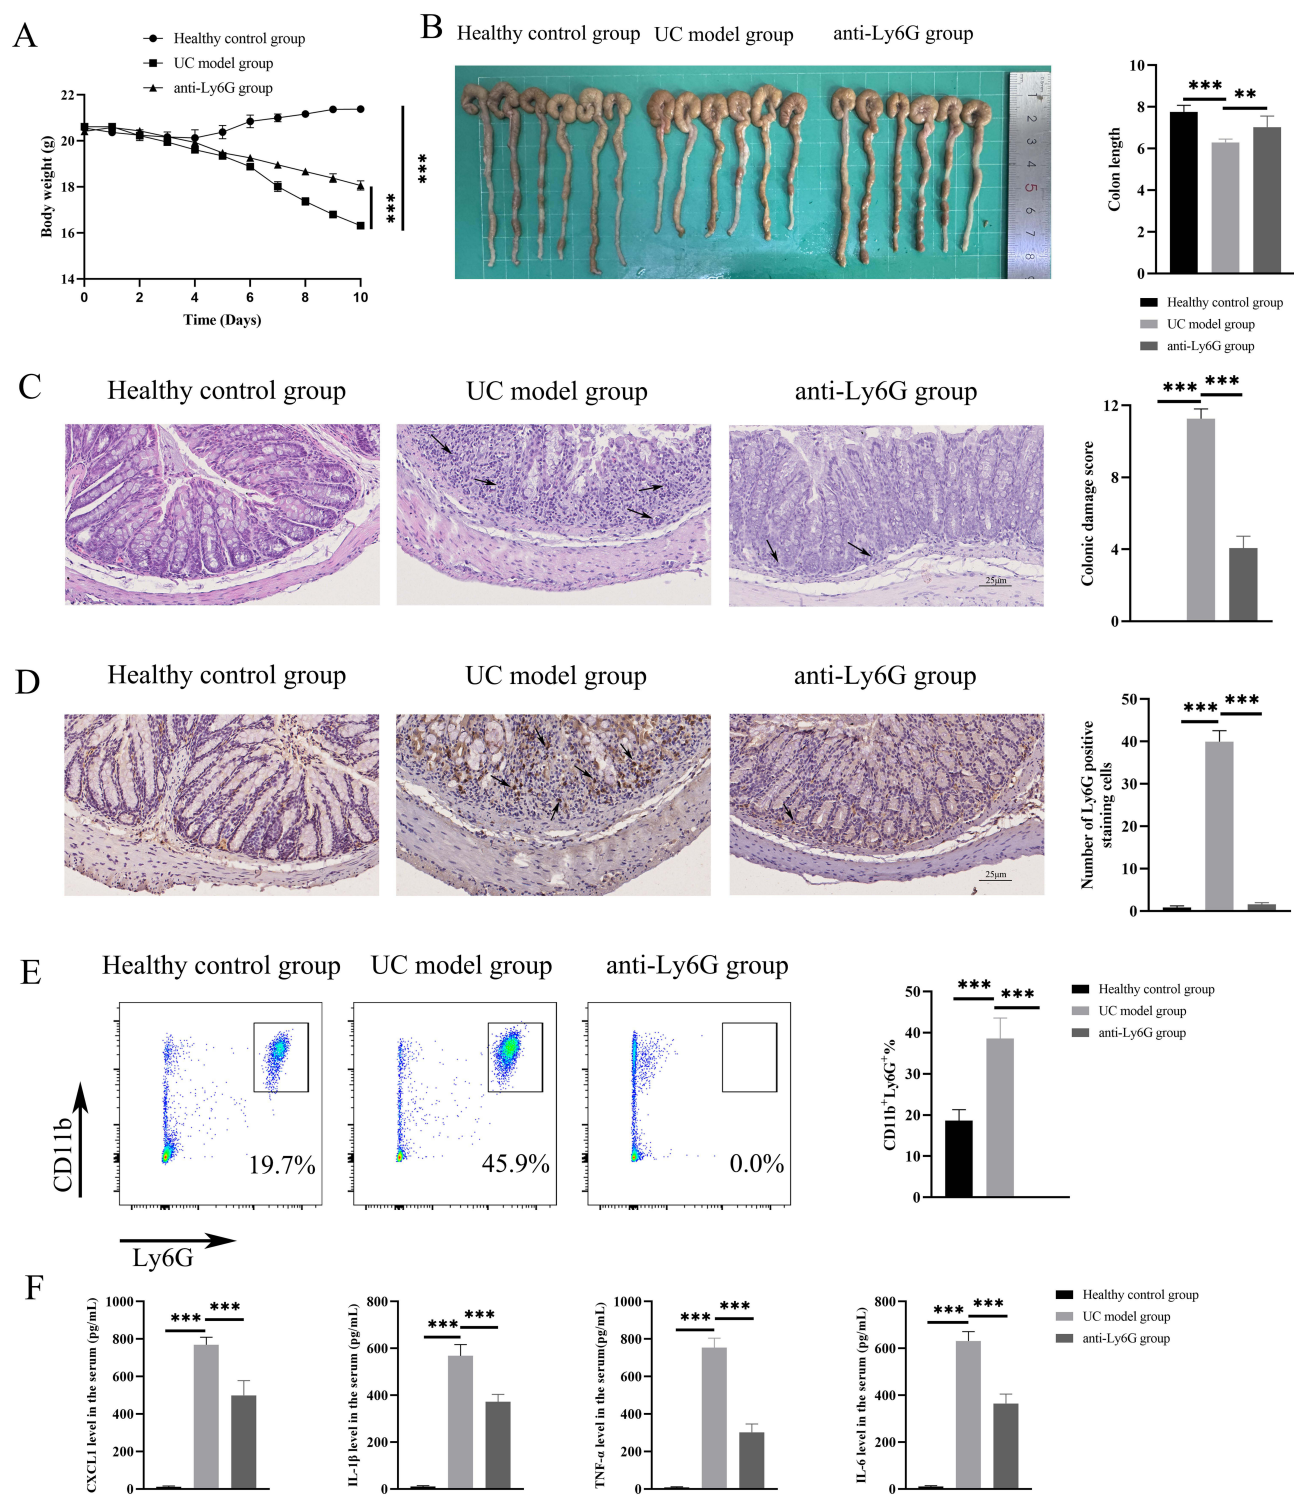 A
Healthy control group
UC model group
anti-Ly6G group
Body weight (g)
22
20
18
16
14
0 2 4 6 8 10
Time (Days)
***
***
B
Healthy control group UC model group anti-Ly6G group
1
2
3
4
5
6
7
8
Colon length
10
8
6
4
2
0
*** **
Healthy control group
UC model group
anti-Ly6G group
C
Healthy control group UC model group anti-Ly6G group
25μm
Colonic damage score
12
8
4
0
*** ***
D
Healthy control group UC model group anti-Ly6G group
25μm
Number of Ly6G positive
staining cells
50
40
30
20
10
0
*** ***
E
Healthy control group UC model group anti-Ly6G group
CD11b
19.7% 45.9% 0.0%
Ly6G
CD11b+Ly6G+%
50
40
30
20
10
0
*** ***
Healthy control group
UC model group
anti-Ly6G group
F
CXCL1 level in the serum (pg/mL)
1000
800
600
400
200
0
*** ***
IL-1β level in the serum (pg/mL)
800
600
400
200
0
*** ***
TNF-α level in the serum(pg/mL)
800
600
400
200
0
*** ***
IL-6 level in the serum (pg/mL)
800
600
400
200
0
*** ***
Healthy control group
UC model group
anti-Ly6G group